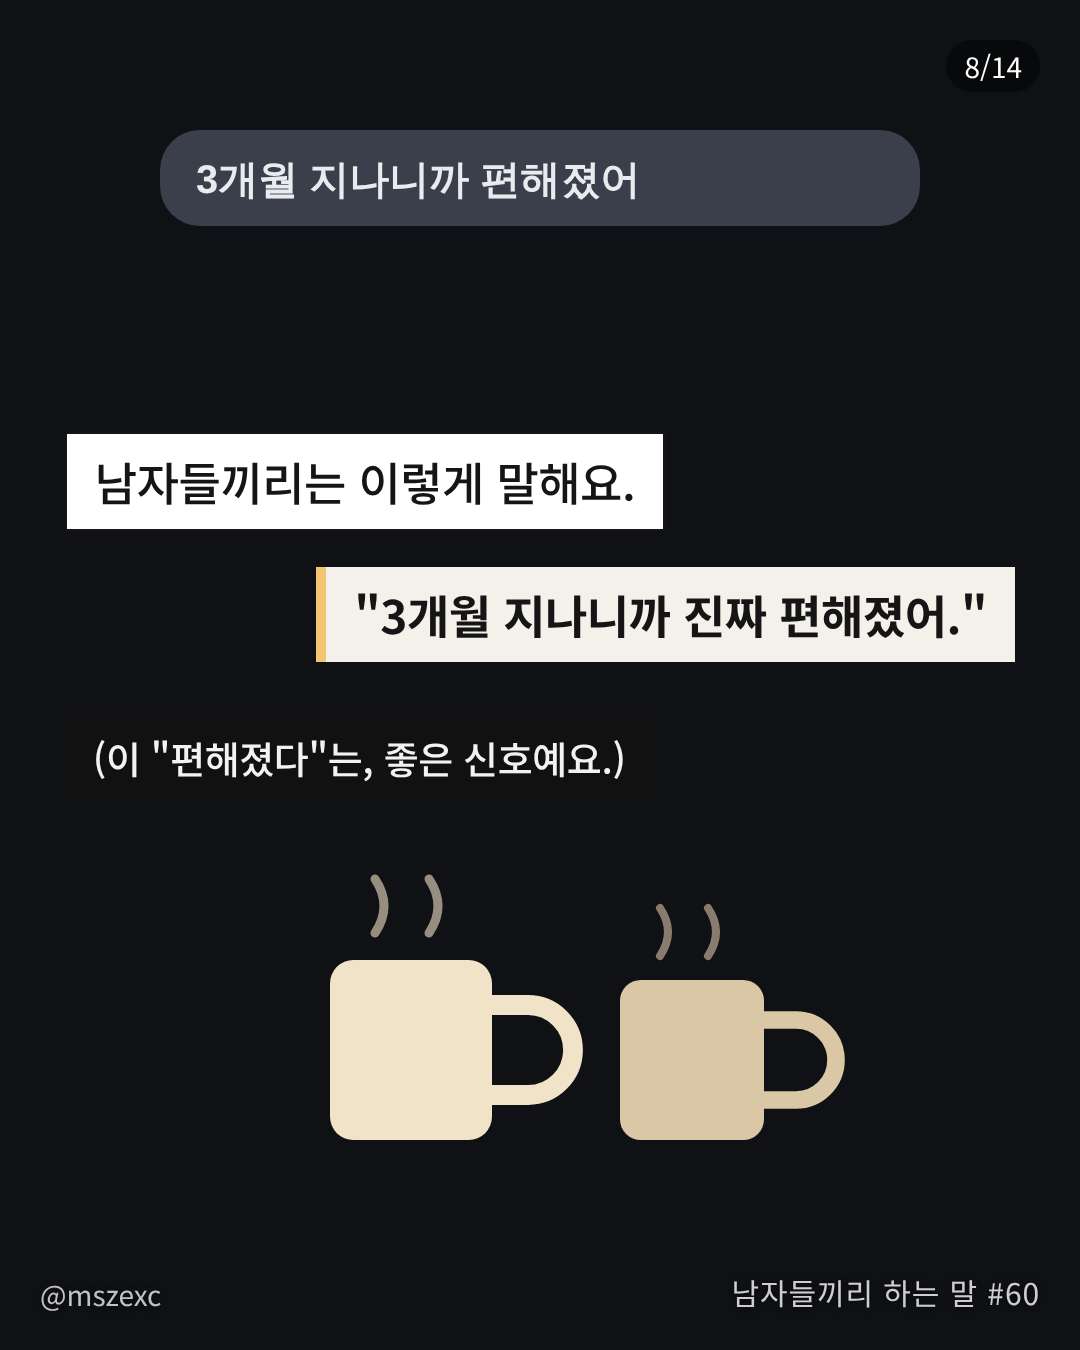 8/14
3개월 지나니까 편해졌어
남자들끼리는 이렇게 말해요.
"3개월 지나니까 진짜 편해졌어."
(이 "편해졌다"는, 좋은 신호예요.)
@mszexc
남자들끼리 하는 말 #60